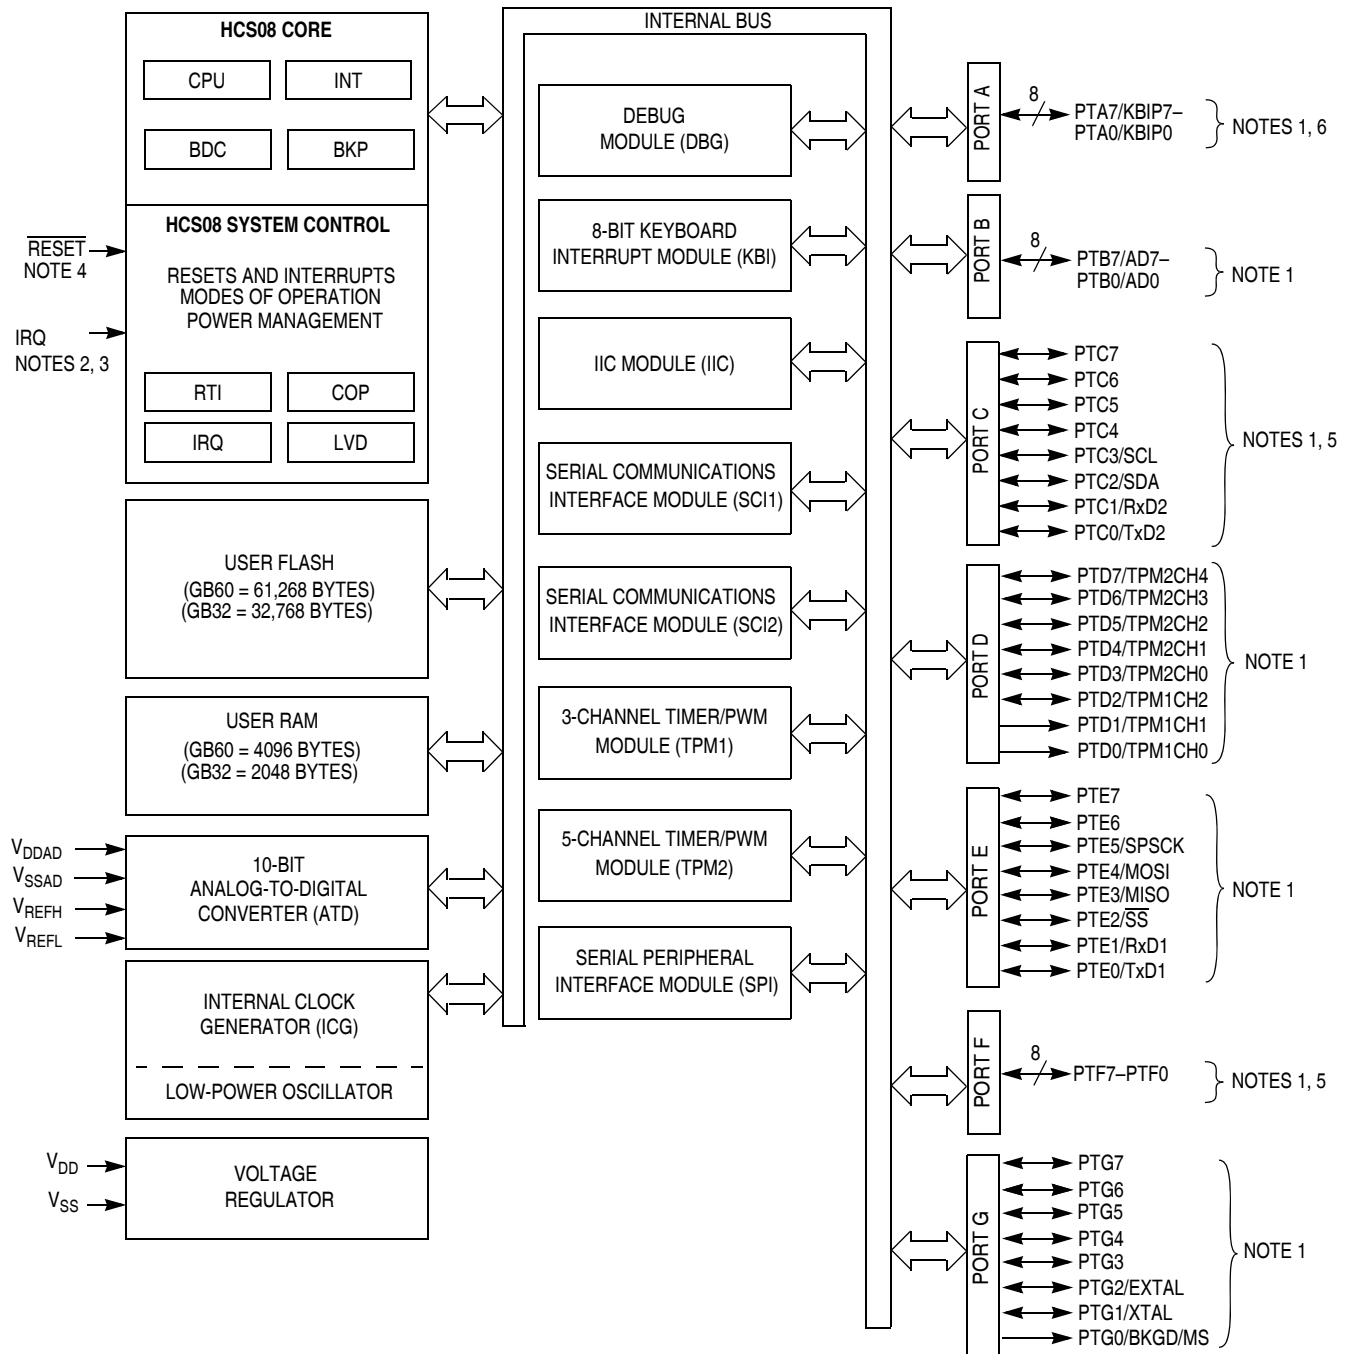 HCS08 CORE
CPU
INT
BDC
BKP
HCS08 SYSTEM CONTROL
RESETS AND INTERRUPTS
MODES OF OPERATION
POWER MANAGEMENT
RTI
COP
IRQ
LVD
RESET
NOTE 4
IRQ
NOTES 2, 3
USER FLASH
(GB60 = 61,268 BYTES)
(GB32 = 32,768 BYTES)
USER RAM
(GB60 = 4096 BYTES)
(GB32 = 2048 BYTES)
VDDAD
VSSAD
VREFH
VREFL
10-BIT
ANALOG-TO-DIGITAL
CONVERTER (ATD)
INTERNAL CLOCK
GENERATOR (ICG)
LOW-POWER OSCILLATOR
VDD
VSS
VOLTAGE
REGULATOR
INTERNAL BUS
DEBUG
MODULE (DBG)
8-BIT KEYBOARD
INTERRUPT MODULE (KBI)
IIC MODULE (IIC)
SERIAL COMMUNICATIONS
INTERFACE MODULE (SCI1)
SERIAL COMMUNICATIONS
INTERFACE MODULE (SCI2)
3-CHANNEL TIMER/PWM
MODULE (TPM1)
5-CHANNEL TIMER/PWM
MODULE (TPM2)
SERIAL PERIPHERAL
INTERFACE MODULE (SPI)
PORT A
8
PTA7/KBIP7–
PTA0/KBIP0
NOTES 1, 6
PORT B
8
PTB7/AD7–
PTB0/AD0
NOTE 1
PORT C
PTC7
PTC6
PTC5
PTC4
PTC3/SCL
PTC2/SDA
PTC1/RxD2
PTC0/TxD2
NOTES 1, 5
PORT D
PTD7/TPM2CH4
PTD6/TPM2CH3
PTD5/TPM2CH2
PTD4/TPM2CH1
PTD3/TPM2CH0
PTD2/TPM1CH2
PTD1/TPM1CH1
PTD0/TPM1CH0
NOTE 1
PORT E
PTE7
PTE6
PTE5/SPSCK
PTE4/MOSI
PTE3/MISO
PTE2/SS
PTE1/RxD1
PTE0/TxD1
NOTE 1
PORT F
8
PTF7–PTF0
NOTES 1, 5
PORT G
PTG7
PTG6
PTG5
PTG4
PTG3
PTG2/EXTAL
PTG1/XTAL
PTG0/BKGD/MS
NOTE 1